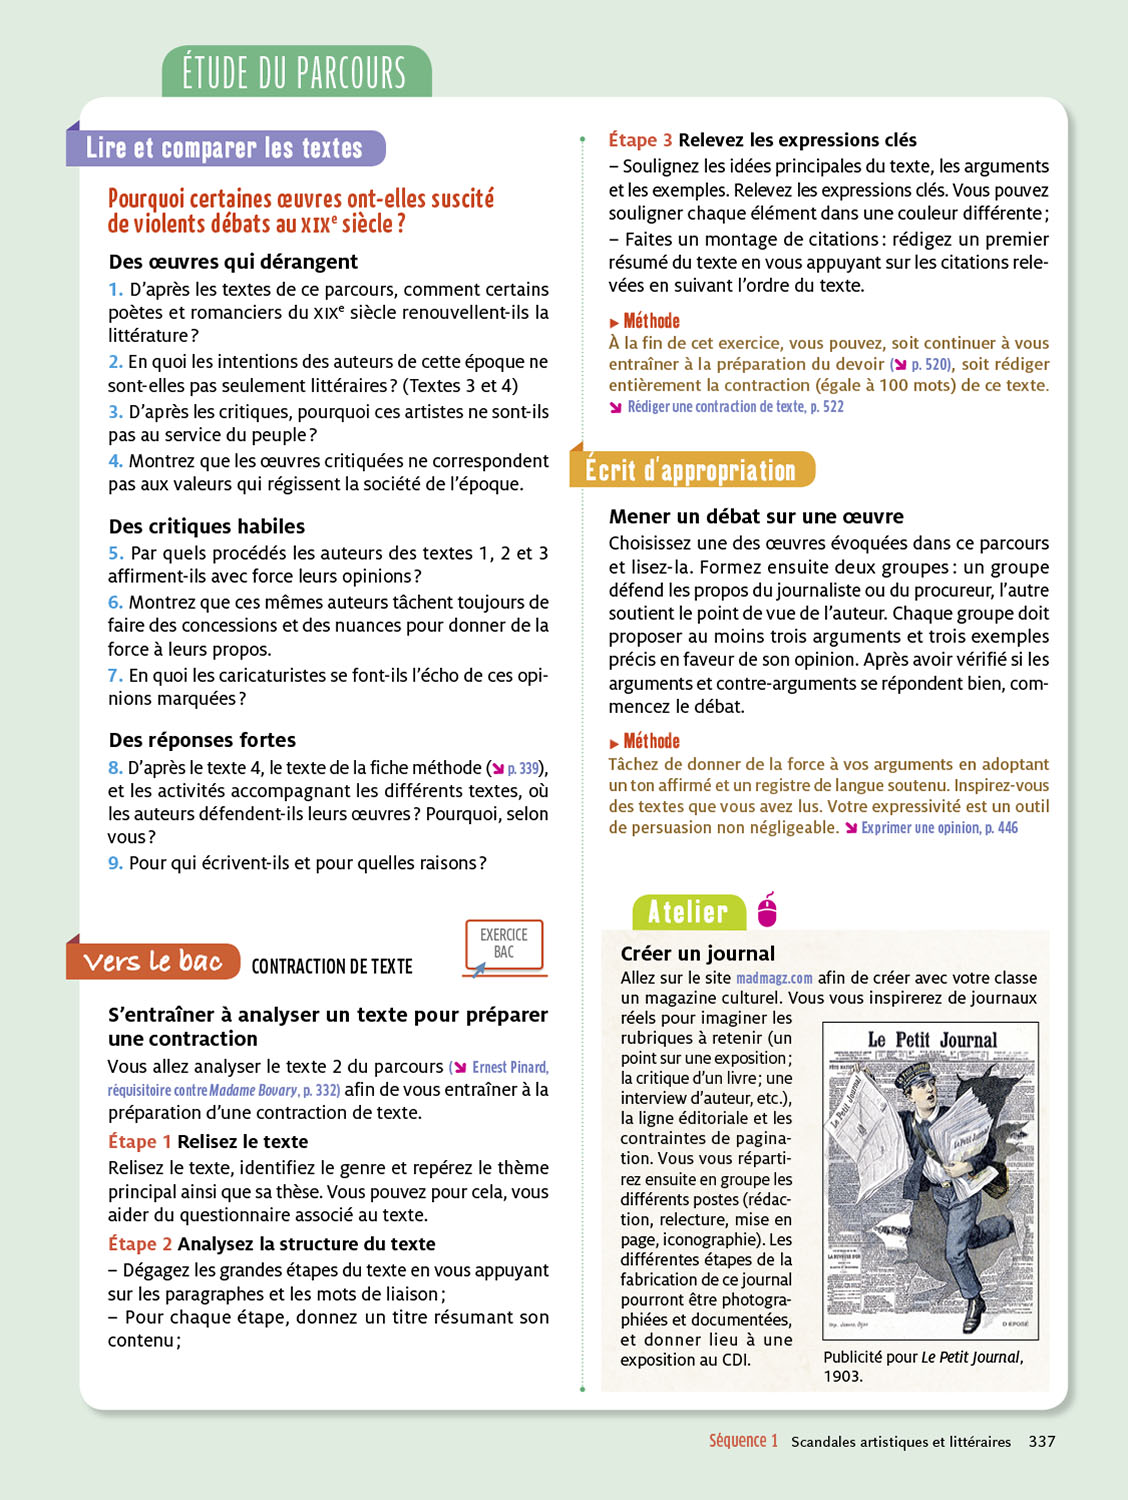 ÉTUDE DU PARCOURS
Lire et comparer les textes
Pourquoi certaines œuvres ont-elles suscité
de violents débats au XIXe siècle ?
Des œuvres qui dérangent
1. D'après les textes de ce parcours, comment certains
poètes et romanciers du XIXe siècle renouvellent-ils la
littérature ?
2. En quoi les intentions des auteurs de cette époque ne
sont-elles pas seulement littéraires ? (Textes 3 et 4)
3. D'après les critiques, pourquoi ces artistes ne sont-ils
pas au service du peuple ?
4. Montrez que les œuvres critiquées ne correspondent
pas aux valeurs qui régissent la société de l'époque.
Des critiques habiles
5. Par quels procédés les auteurs des textes 1, 2 et 3
affirment-ils avec force leurs opinions ?
6. Montrez que ces mêmes auteurs tâchent toujours de
faire des concessions et des nuances pour donner de la
force à leurs propos.
7. En quoi les caricaturistes se font-ils l'écho de ces opi-
nions marquées ?
Des réponses fortes
8. D'après le texte 4, le texte de la fiche méthode (↘ p. 339),
et les activités accompagnant les différents textes, où
les auteurs défendent-ils leurs œuvres ? Pourquoi, selon
vous ?
9. Pour qui écrivent-ils et pour quelles raisons ?
Vers le bac CONTRACTION DE TEXTE
EXERCICE
BAC
S'entraîner à analyser un texte pour préparer
une contraction
Vous allez analyser le texte 2 du parcours (↘ Ernest Pinard,
réquisitoire contre Madame Bovary, p. 332) afin de vous entraîner à la
préparation d'une contraction de texte.
Étape 1 Relisez le texte
Relisez le texte, identifiez le genre et repérez le thème
principal ainsi que sa thèse. Vous pouvez pour cela, vous
aider du questionnaire associé au texte.
Étape 2 Analysez la structure du texte
– Dégagez les grandes étapes du texte en vous appuyant
sur les paragraphes et les mots de liaison ;
– Pour chaque étape, donnez un titre résumant son
contenu ;
Étape 3 Relevez les expressions clés
– Soulignez les idées principales du texte, les arguments
et les exemples. Relevez les expressions clés. Vous pouvez
souligner chaque élément dans une couleur différente ;
– Faites un montage de citations : rédigez un premier
résumé du texte en vous appuyant sur les citations rele-
vées en suivant l'ordre du texte.
▶ Méthode
À la fin de cet exercice, vous pouvez, soit continuer à vous
entraîner à la préparation du devoir (↘ p. 520), soit rédiger
entièrement la contraction (égale à 100 mots) de ce texte.
↘ Rédiger une contraction de texte, p. 522
Écrit d'appropriation
Mener un débat sur une œuvre
Choisissez une des œuvres évoquées dans ce parcours
et lisez-la. Formez ensuite deux groupes : un groupe
défend les propos du journaliste ou du procureur, l'autre
soutient le point de vue de l'auteur. Chaque groupe doit
proposer au moins trois arguments et trois exemples
précis en faveur de son opinion. Après avoir vérifié si les
arguments et contre-arguments se répondent bien, com-
mencez le débat.
▶ Méthode
Tâchez de donner de la force à vos arguments en adoptant
un ton affirmé et un registre de langue soutenu. Inspirez-vous
des textes que vous avez lus. Votre expressivité est un outil
de persuasion non négligeable. ↘ Exprimer une opinion, p. 446
Atelier
Créer un journal
Allez sur le site madmagz.com afin de créer avec votre classe
un magazine culturel. Vous vous inspirerez de journaux
réels pour imaginer les
rubriques à retenir (un
point sur une exposition ;
la critique d'un livre ; une
interview d'auteur, etc.),
la ligne éditoriale et les
contraintes de pagina-
tion. Vous vous réparti-
rez ensuite en groupe les
différents postes (rédac-
tion, relecture, mise en
page, iconographie). Les
différentes étapes de la
fabrication de ce journal
pourront être photogra-
phiées et documentées,
et donner lieu à une
exposition au CDI.
Le Petit Journal
Le Petit Journal
Le Petit Journal
DÉPOSÉ
Publicité pour Le Petit Journal,
1903.
Séquence 1 Scandales artistiques et littéraires 337